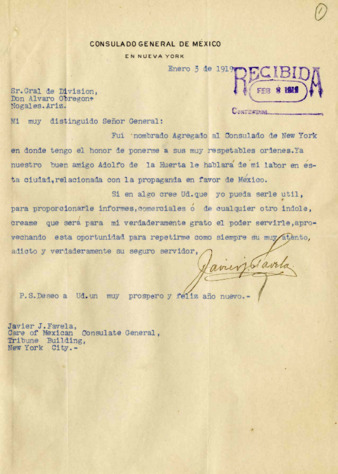 1
CONSULADO GENERAL DE MEXICO
EN NUEVA YORK
Enero 3 de 1919
RECIBIDA
FEB 8 1919
Sr.Gral de Division,
Don Alvaro Obregon,
Nogales.Ariz.
Mi muy distinguido Señor General:
Fui nombrado Agregado al Consulado de New York
en donde tengo el honor de ponerme a sus muy respetables ordenes.Ya
nuestro buen amigo Adolfo de la Huerta le hablará de mi labor en es-
ta ciudad,relacionada con la propaganda en favor de México.
Si en algo cree Ud.que yo pueda serle util,
para proporcionarle informes,comerciales ó de cualquier otro indole,
creame que será para mi verdaderamente grato el poder servirle,apro-
vechando esta oportunidad para repetirme como siempre su muy atento,
adicto y verdaderamente su seguro servidor.
Javier J Favela
P.S.Deseo a Ud.un muy prospero y feliz año nuevo.-
Javier J.Favela,
Care of Mexican Consulate General,
Tribune Building,
New York City.-